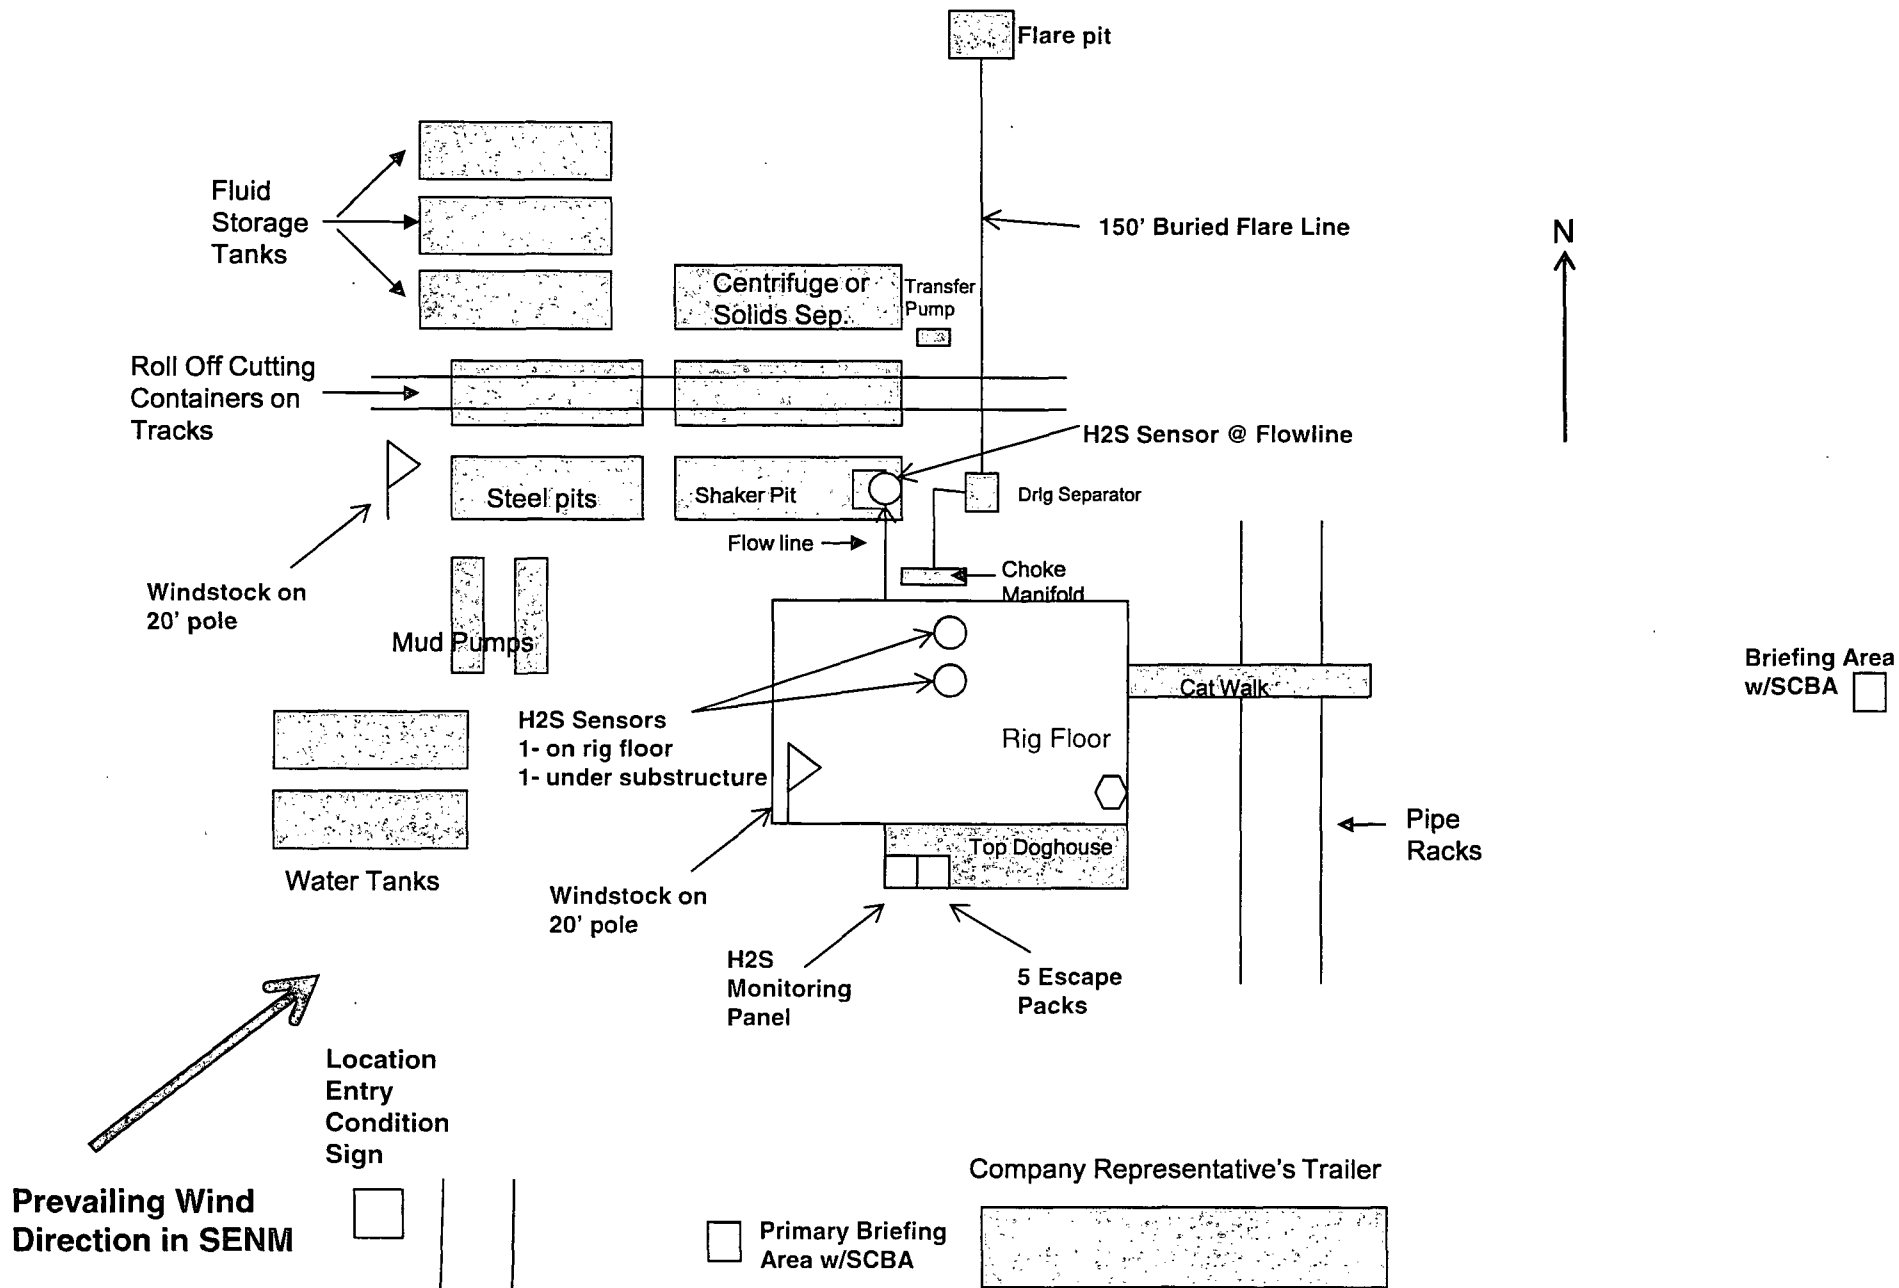 Flare pit
Fluid
Storage
Tanks
150' Buried Flare Line
N
Centrifuge or
Solids Sep.
Transfer
Pump
Roll Off Cutting
Containers on
Tracks
H2S Sensor @ Flowline
Steel pits
Shaker Pit
Drlg Separator
Flow line
Choke
Manifold
Windstock on
20' pole
Mud Pumps
Cat Walk
Briefing Area
w/SCBA
H2S Sensors
1- on rig floor
1- under substructure
Rig Floor
Pipe
Racks
Top Doghouse
Water Tanks
Windstock on
20' pole
H2S
Monitoring
Panel
5 Escape
Packs
Location
Entry
Condition
Sign
Prevailing Wind
Direction in SENM
Company Representative's Trailer
Primary Briefing
Area w/SCBA